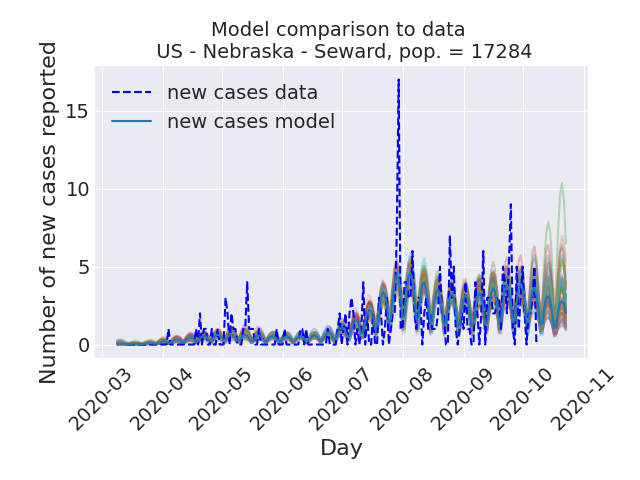 Model comparison to data
US - Nebraska - Seward, pop. = 17284
Number of new cases reported
new cases data
new cases model
15
10
5
0
2020-03
2020-04
2020-05
2020-06
2020-07
2020-08
2020-09
2020-10
2020-11
Day